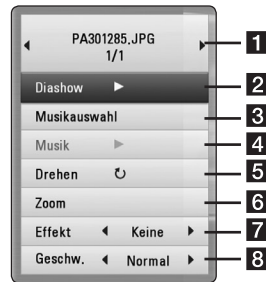 PA301285.JPG 1
1/1
Diashow 2
Musikauswahl 3
Musik 4
Drehen 5
Zoom 6
Effekt Keine 7
Geschw. Normal 8